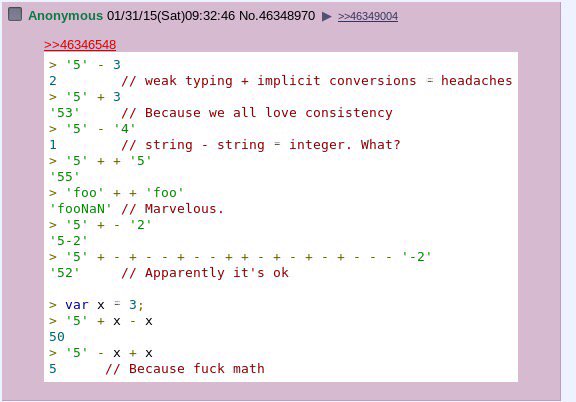 Anonymous 01/31/15(Sat)09:32:46 No.46348970 ▶ >>46349004
>>46346548
> '5' - 3
2        // weak typing + implicit conversions = headaches
> '5' + 3
'53'     // Because we all love consistency
> '5' - '4'
1        // string - string = integer. What?
> '5' + + '5'
'55'
> 'foo' + + 'foo'
'fooNaN' // Marvelous.
> '5' + - '2'
'5-2'
> '5' + - + - - + - - + + - + - + - + - - - '-2'
'52'     // Apparently it's ok
> var x = 3;
> '5' + x - x
50
> '5' - x + x
5      // Because fuck math